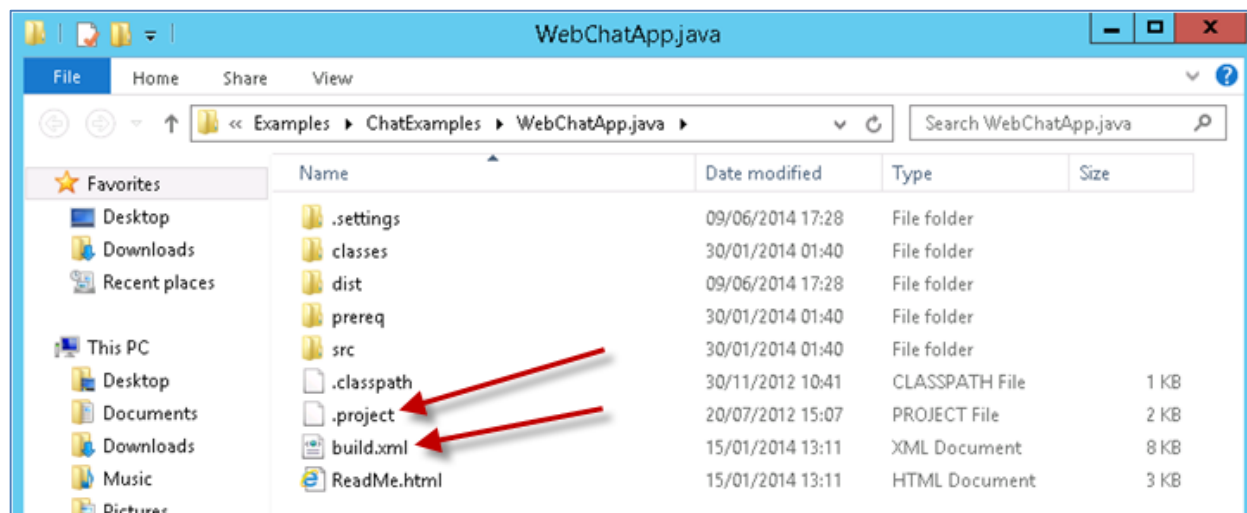 WebChatApp.java
File Home Share View
« Examples ▸ ChatExamples ▸ WebChatApp.java ▸ Search WebChatApp.java
Name Date modified Type Size
Favorites
Desktop
Downloads
Recent places
This PC
Desktop
Documents
Downloads
Music
Pictures
.settings 09/06/2014 17:28 File folder
classes 30/01/2014 01:40 File folder
dist 09/06/2014 17:28 File folder
prereq 30/01/2014 01:40 File folder
src 30/01/2014 01:40 File folder
.classpath 30/11/2012 10:41 CLASSPATH File 1 KB
.project 20/07/2012 15:07 PROJECT File 2 KB
build.xml 15/01/2014 13:11 XML Document 8 KB
ReadMe.html 15/01/2014 13:11 HTML Document 3 KB